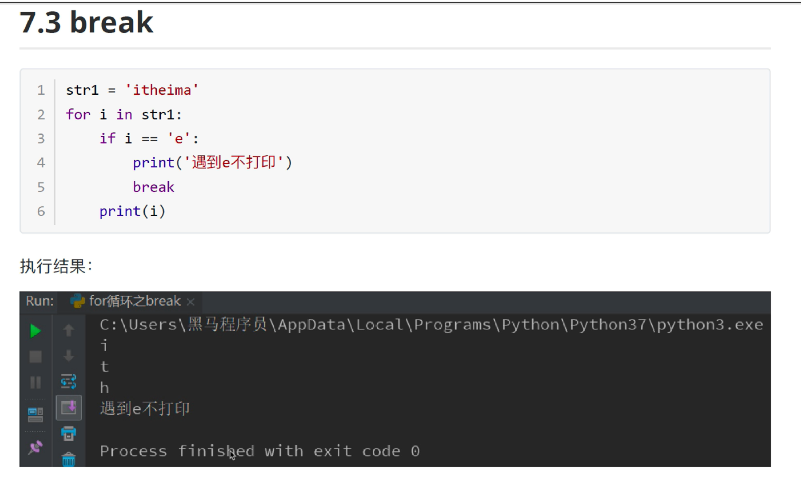 7.3 break
1 str1 = 'itheima'
2 for i in str1:
3     if i == 'e':
4         print('遇到e不打印')
5         break
6     print(i)
执行结果：
Run: for循环之break ×
C:\Users\黑马程序员\AppData\Local\Programs\Python\Python37\python3.exe
i
t
h
遇到e不打印
Process finished with exit code 0